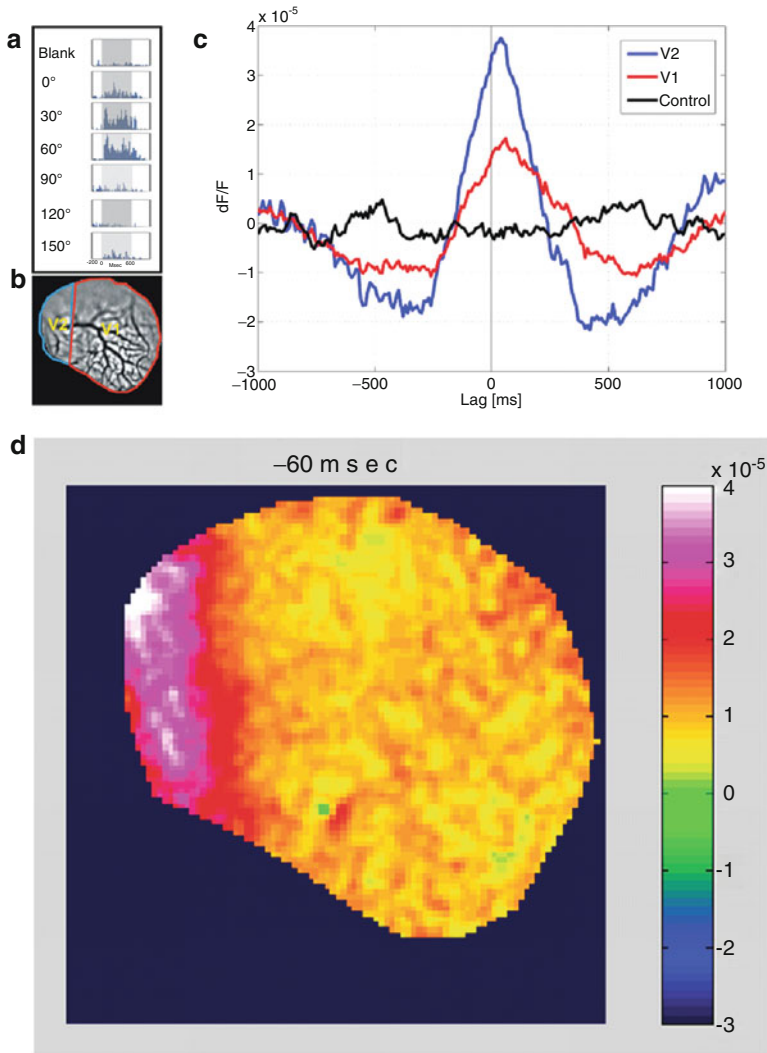 a
Blank
0°
30°
60°
90°
120°
150°
-200 0 600
Msec
b
V2 V1
c
x 10⁻⁵
4
3
2
1
0
−1
−2
−3
dF/F
−1000 −500 0 500 1000
Lag [ms]
V2
V1
Control
d
−60 m s e c
x 10⁻⁵
4
3
2
1
0
-1
-2
-3